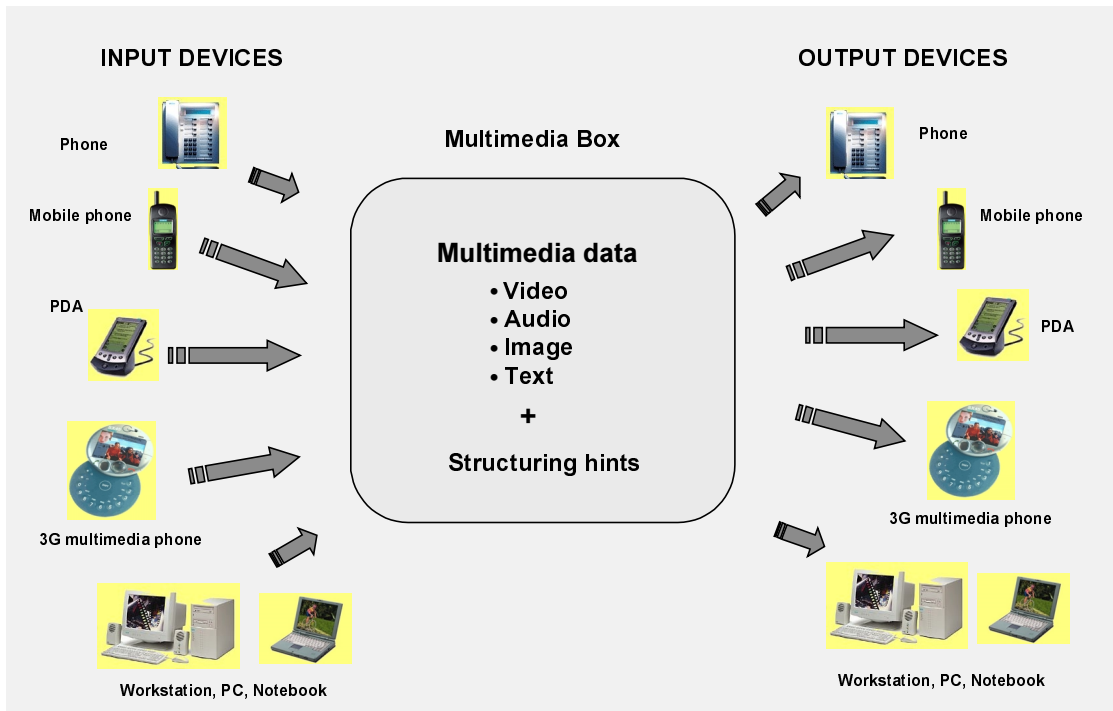 INPUT DEVICES
Phone
Mobile phone
PDA
3G multimedia phone
Workstation, PC, Notebook
Multimedia Box
Multimedia data
• Video
• Audio
• Image
• Text
+
Structuring hints
OUTPUT DEVICES
Phone
Mobile phone
PDA
3G multimedia phone
Workstation, PC, Notebook